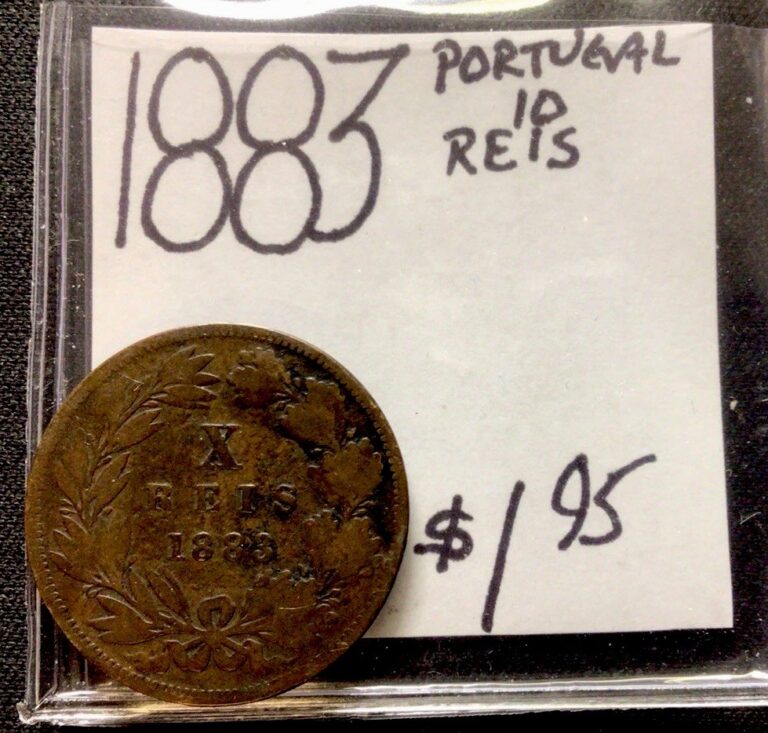 1883 PORTUGAL
10
REIS
X
REIS
1883
$1.95